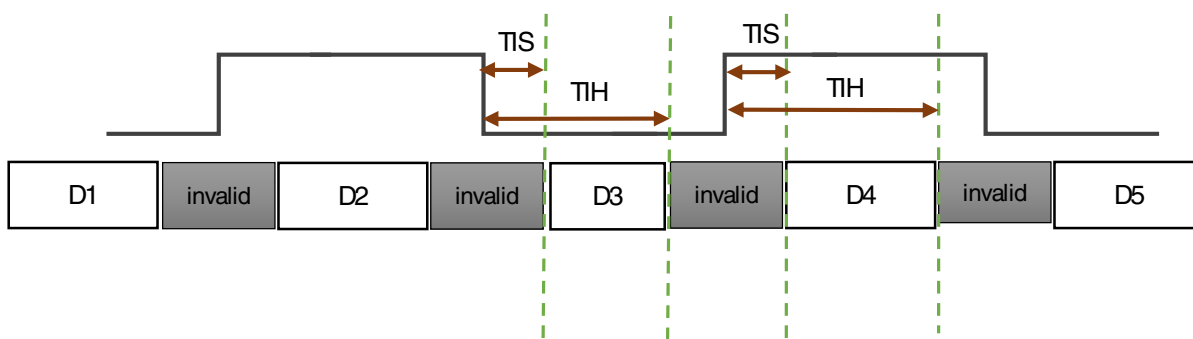 TIS
TIS
TIH
TIH
D1 invalid D2 invalid D3 invalid D4 invalid D5